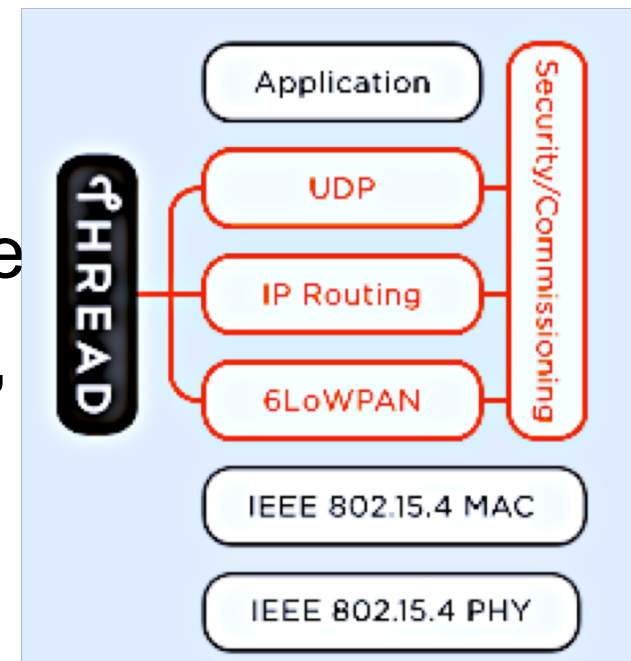 Application
UDP
IP Routing
6LoWPAN
IEEE 802.15.4 MAC
IEEE 802.15.4 PHY
THREAD
Security/Commissioning
e
,